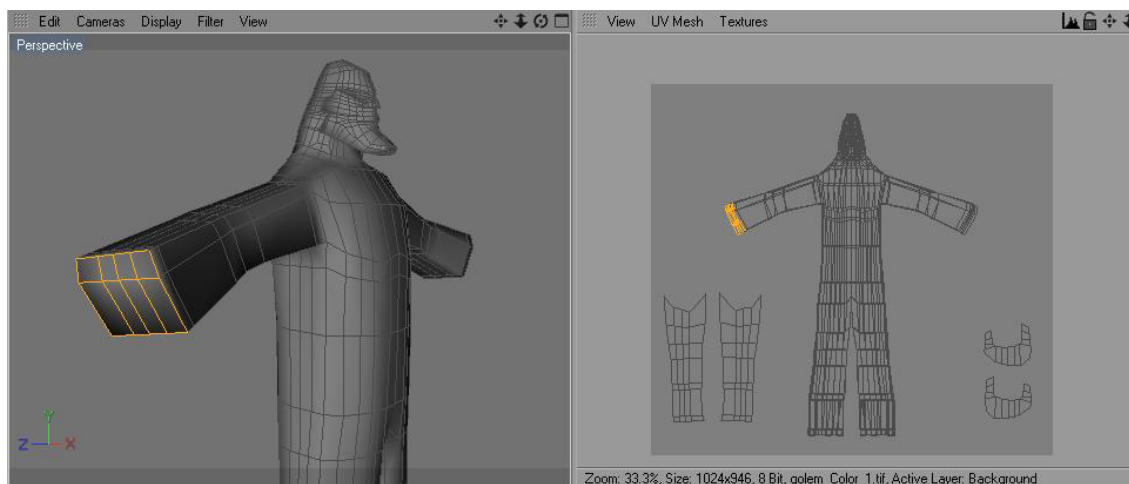 Edit Cameras Display Filter View
View UV Mesh Textures
Perspective
Y
Z X
Zoom: 33.3%, Size: 1024x946, 8 Bit, golem_Color_1.tif, Active Layer: Background